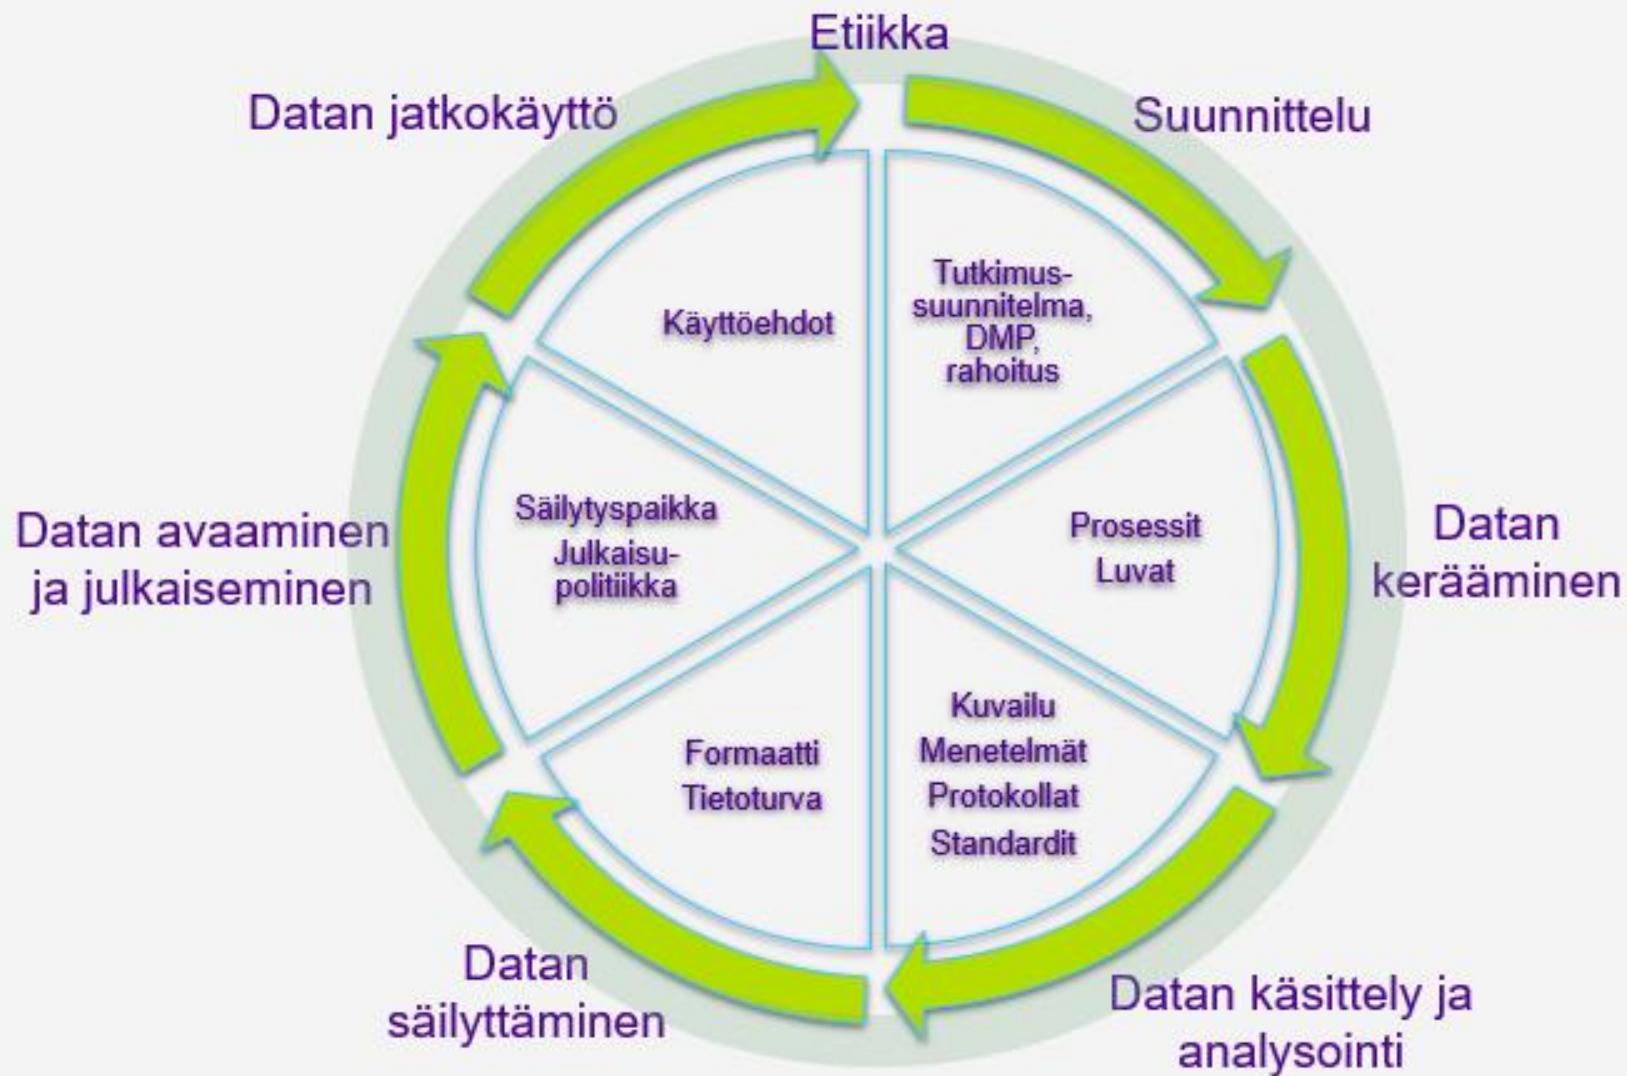 Etiikka
Suunnittelu
Tutkimus-
suunnitelma,
DMP,
rahoitus
Datan
kerääminen
Prosessit
Luvat
Datan käsittely ja
analysointi
Kuvailu
Menetelmät
Protokollat
Standardit
Datan
säilyttäminen
Formaatti
Tietoturva
Datan avaaminen
ja julkaiseminen
Säilytyspaikka
Julkaisu-
politiikka
Datan jatkokäyttö
Käyttöehdot